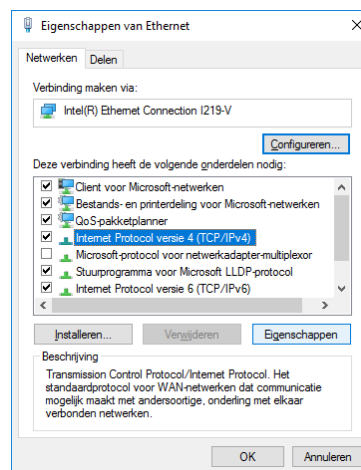 Eigenschappen van Ethernet
Netwerken Delen
Verbinding maken via:
Intel(R) Ethernet Connection I219-V
Configureren...
Deze verbinding heeft de volgende onderdelen nodig:
Client voor Microsoft-netwerken
Bestands- en printerdeling voor Microsoft-netwerken
QoS-pakketplanner
Internet Protocol versie 4 (TCP/IPv4)
Microsoft-protocol voor netwerkadapter-multiplexor
Stuurprogramma voor Microsoft LLDP-protocol
Internet Protocol versie 6 (TCP/IPv6)
Installeren... Verwijderen Eigenschappen
Beschrijving
Transmission Control Protocol/Internet Protocol. Het
standaardprotocol voor WAN-netwerken dat communicatie
mogelijk maakt met andersoortige, onderling met elkaar
verbonden netwerken.
OK Annuleren